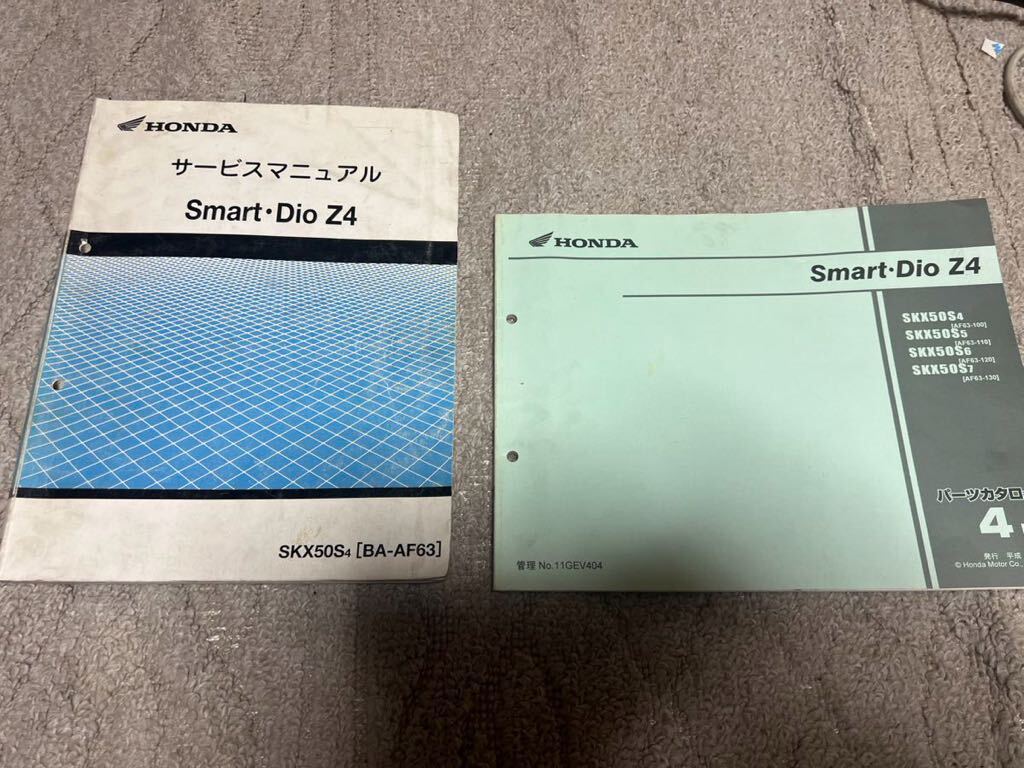 HONDA
サービスマニュアル
Smart・Dio Z4
SKX50S4 [BA-AF63]
HONDA
Smart・Dio Z4
SKX50S4
[AF63-100]
SKX50S5
[AF63-110]
SKX50S6
[AF63-120]
SKX50S7
[AF63-130]
パーツカタロ
4
発行 平成
© Honda Motor Co.,
管理 No.11GEV404